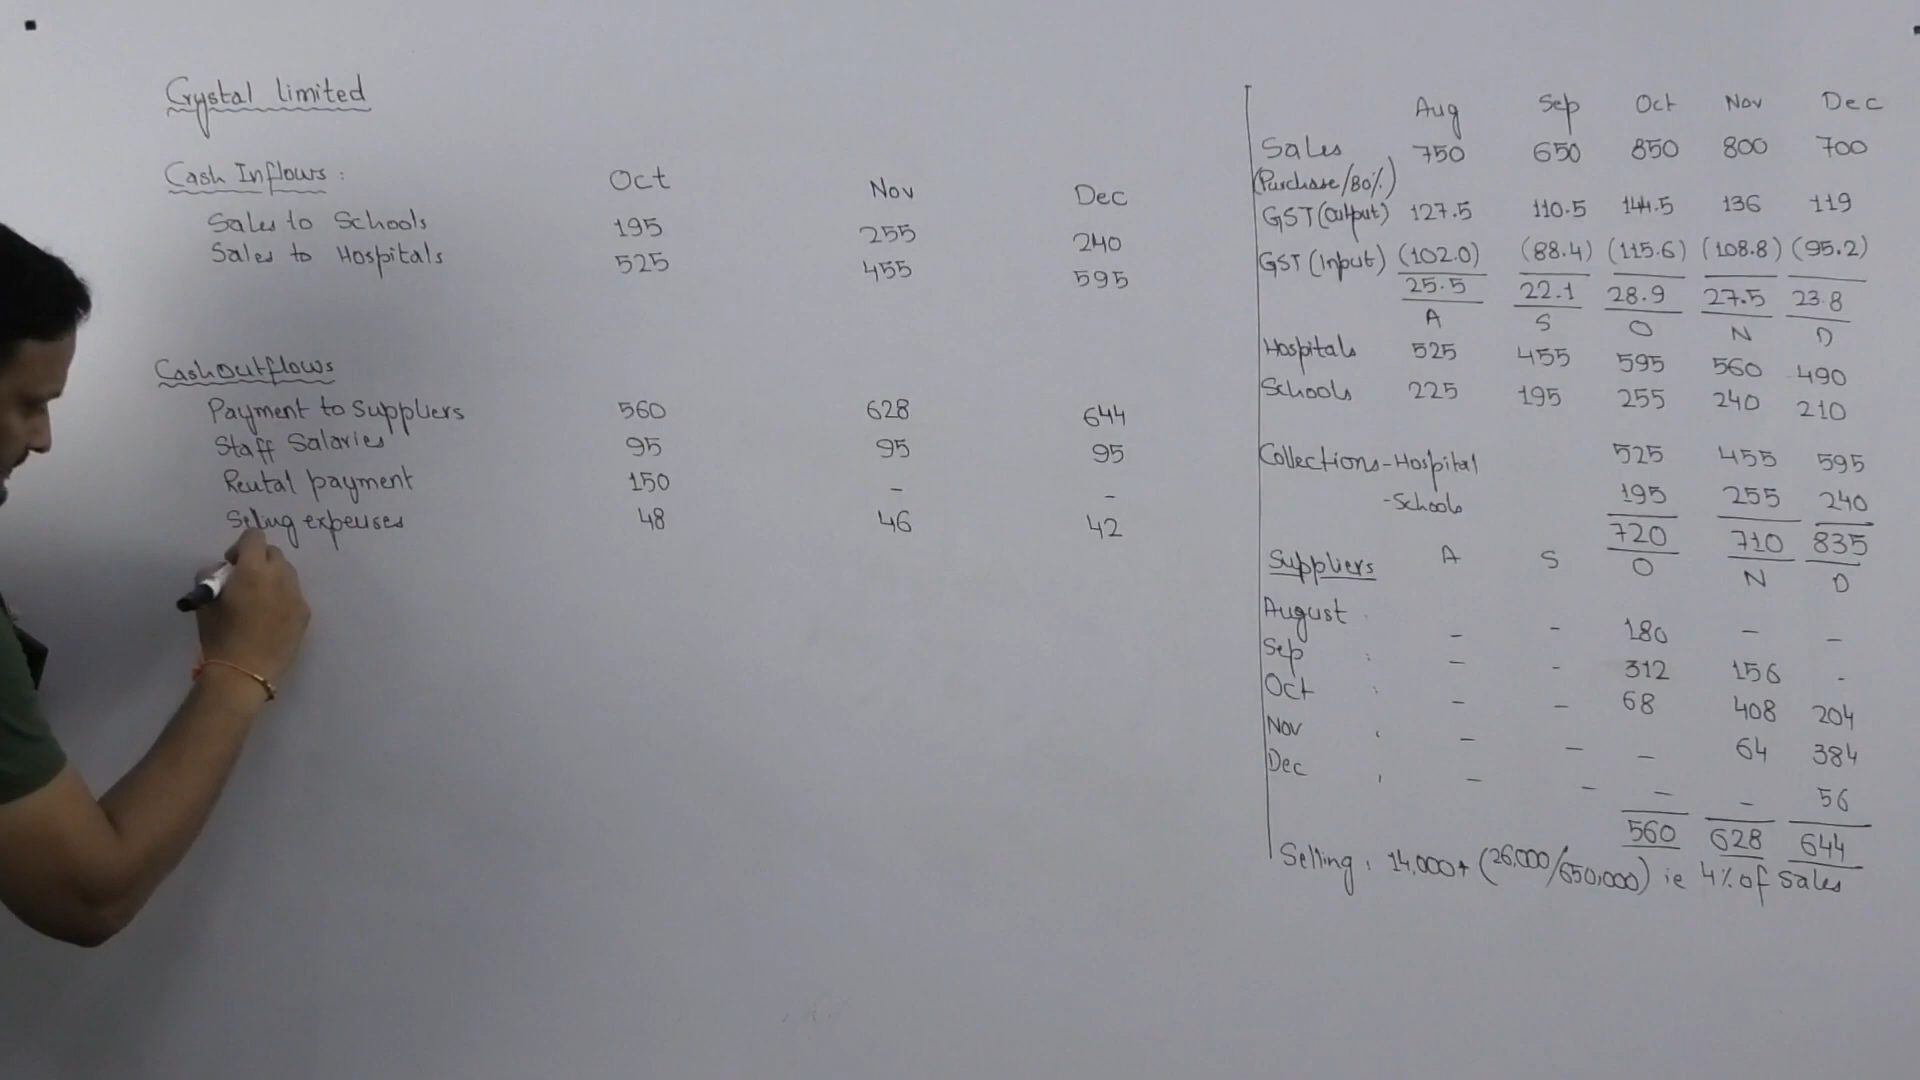 Crystal limited
Cash Inflows : Oct Nov Dec
Sales to Schools 195 255 240
Sales to Hospitals 525 455 595
Cashoutflows
Payment to Suppliers 560 628 644
Staff Salaries 95 95 95
Rental payment 150 - -
Selling expenses 48 46 42
Aug Sep Oct Nov Dec
Sales 750 650 850 800 700
(Purchase/80%)
GST (output) 127.5 110.5 144.5 136 119
GST (Input) (102.0) (88.4) (115.6) (108.8) (95.2)
25.5 22.1 28.9 27.5 23.8
A S O N D
Hospitals 525 455 595 560 490
Schools 225 195 255 240 210
Collections - Hospital 525 455 595
- Schools 195 255 240
720 710 835
Suppliers A S O N D
August - - 180 - -
Sep : - - 312 156 -
Oct : - - 68 408 204
Nov - - - 64 384
Dec - - - - 56
560 628 644
Selling : 14,000 + (26,000/650,000) ie 4% of sales